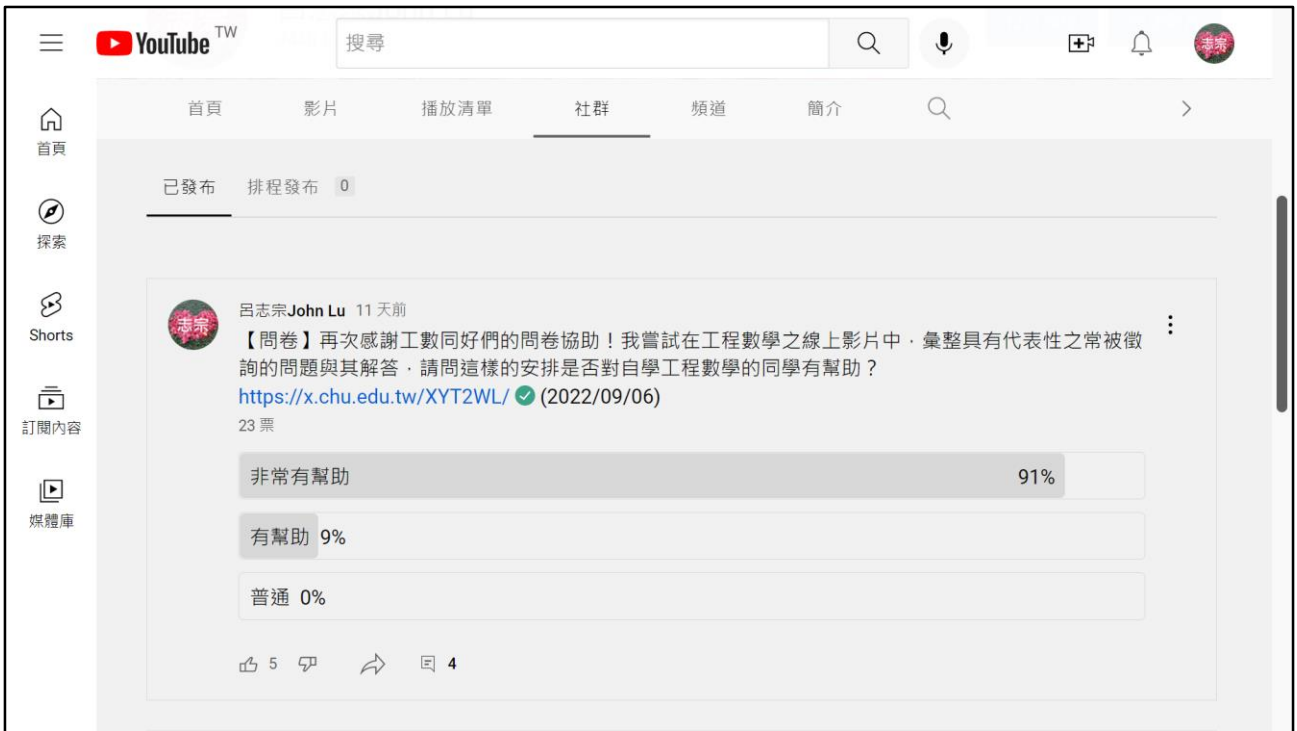 YouTube TW
搜尋
志宗
首頁 影片 播放清單 社群 頻道 簡介
首頁
探索
Shorts
訂閱內容
媒體庫
已發布 排程發布 0
志宗
呂志宗John Lu 11 天前
【問卷】再次感謝工數同好們的問卷協助！我嘗試在工程數學之線上影片中，彙整具有代表性之常被徵
詢的問題與其解答，請問這樣的安排是否對自學工程數學的同學有幫助？
https://x.chu.edu.tw/XYT2WL/ ✅ (2022/09/06)
23 票
非常有幫助 91%
有幫助 9%
普通 0%
5 4